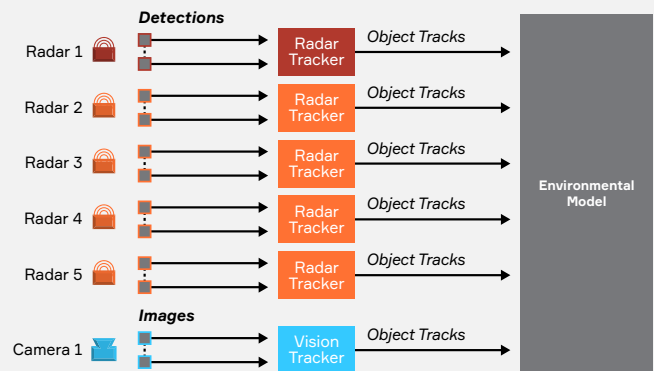 Detections
Radar 1
Radar
Tracker
Object Tracks
Radar 2
Radar
Tracker
Object Tracks
Radar 3
Radar
Tracker
Object Tracks
Radar 4
Radar
Tracker
Object Tracks
Radar 5
Radar
Tracker
Object Tracks
Images
Camera 1
Vision
Tracker
Object Tracks
Environmental
Model